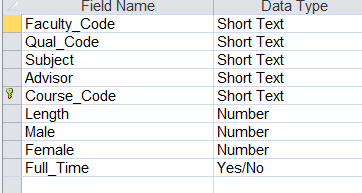 Field Name Data Type
Faculty_Code Short Text
Qual_Code Short Text
Subject Short Text
Advisor Short Text
Course_Code Short Text
Length Number
Male Number
Female Number
Full_Time Yes/No